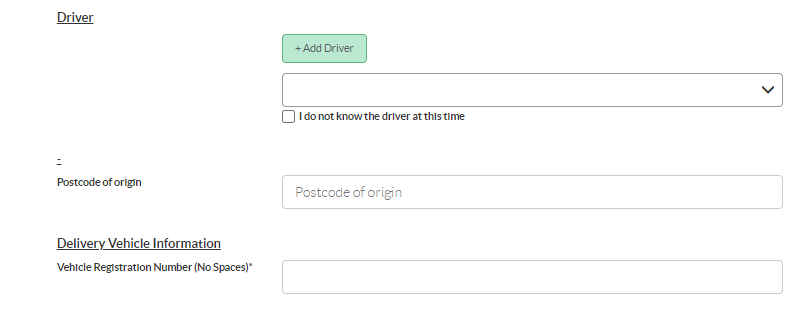 Driver
+ Add Driver
I do not know the driver at this time
-
Postcode of origin
Postcode of origin
Delivery Vehicle Information
Vehicle Registration Number (No Spaces)*